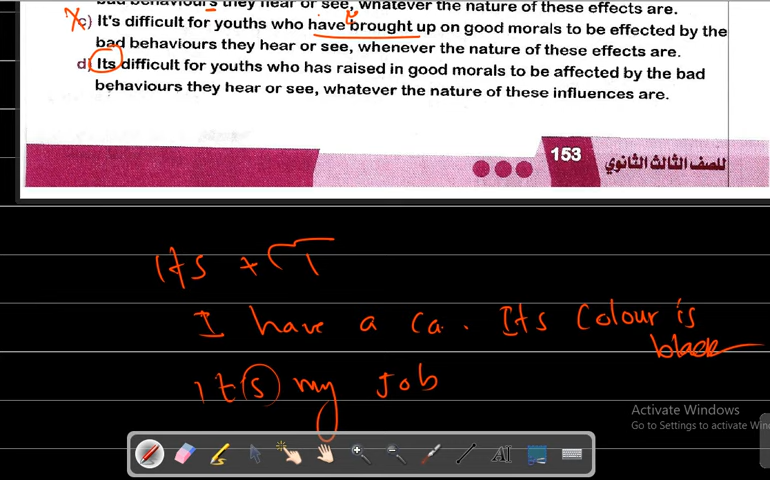 bad behaviours they hear or see, whatever the nature of these effects are.
c) It's difficult for youths who have brought up on good morals to be effected by the
bad behaviours they hear or see, whenever the nature of these effects are.
d) Its difficult for youths who has raised in good morals to be affected by the bad
behaviours they hear or see, whatever the nature of these influences are.
153
للصف الثالث الثانوي
Its +
I have a ca. Its Colour is
black
it(s) my Job
Activate Windows
Go to Settings to activate Win
AI